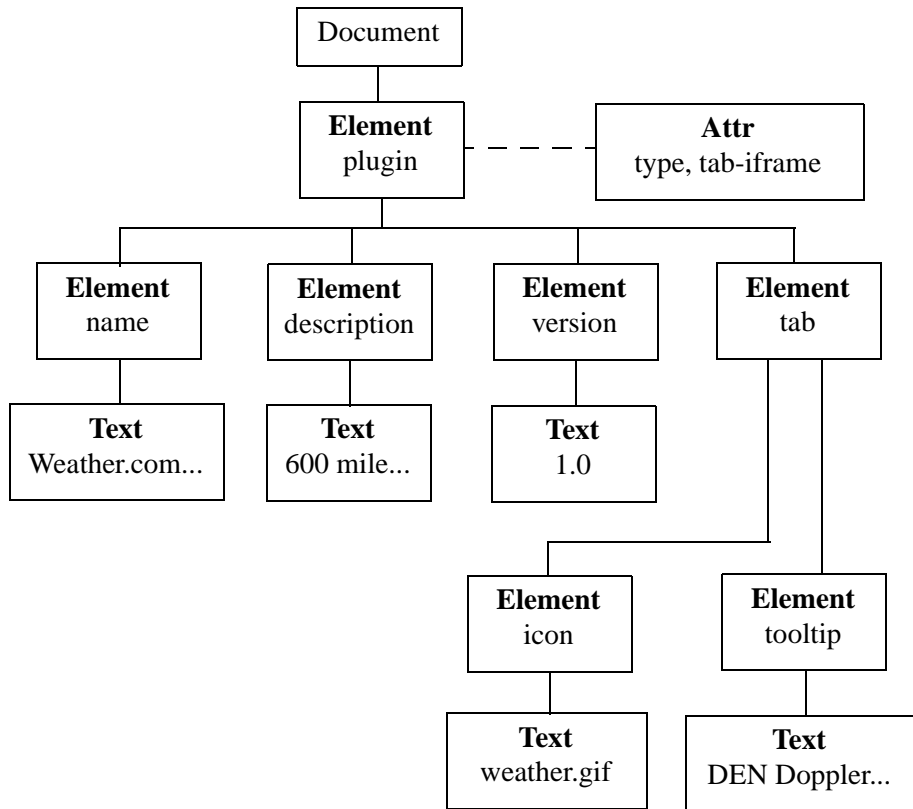 Document
Element
plugin
Attr
type, tab-iframe
Element
name
Element
description
Element
version
Element
tab
Text
Weather.com...
Text
600 mile...
Text
1.0
Element
icon
Element
tooltip
Text
weather.gif
Text
DEN Doppler...